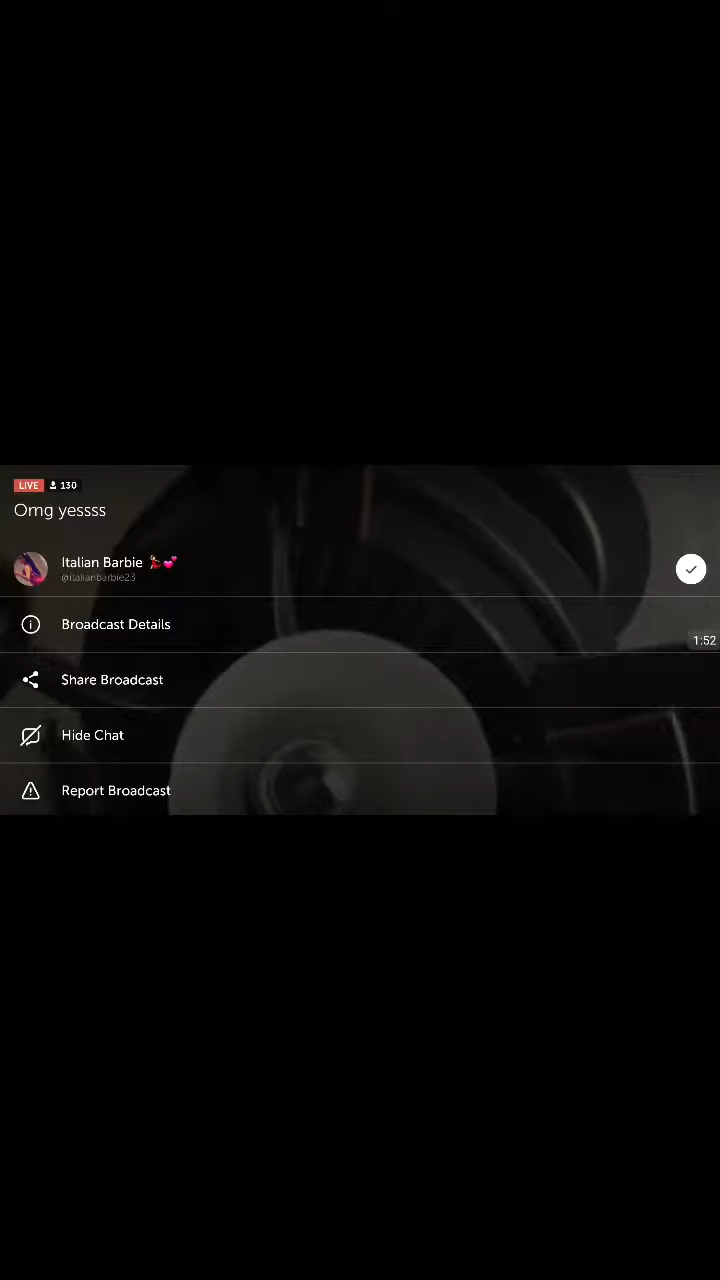 LIVE 130
Omg yessss
Italian Barbie 💃💕
@italianbarbie23
Broadcast Details
1:52
Share Broadcast
Hide Chat
Report Broadcast